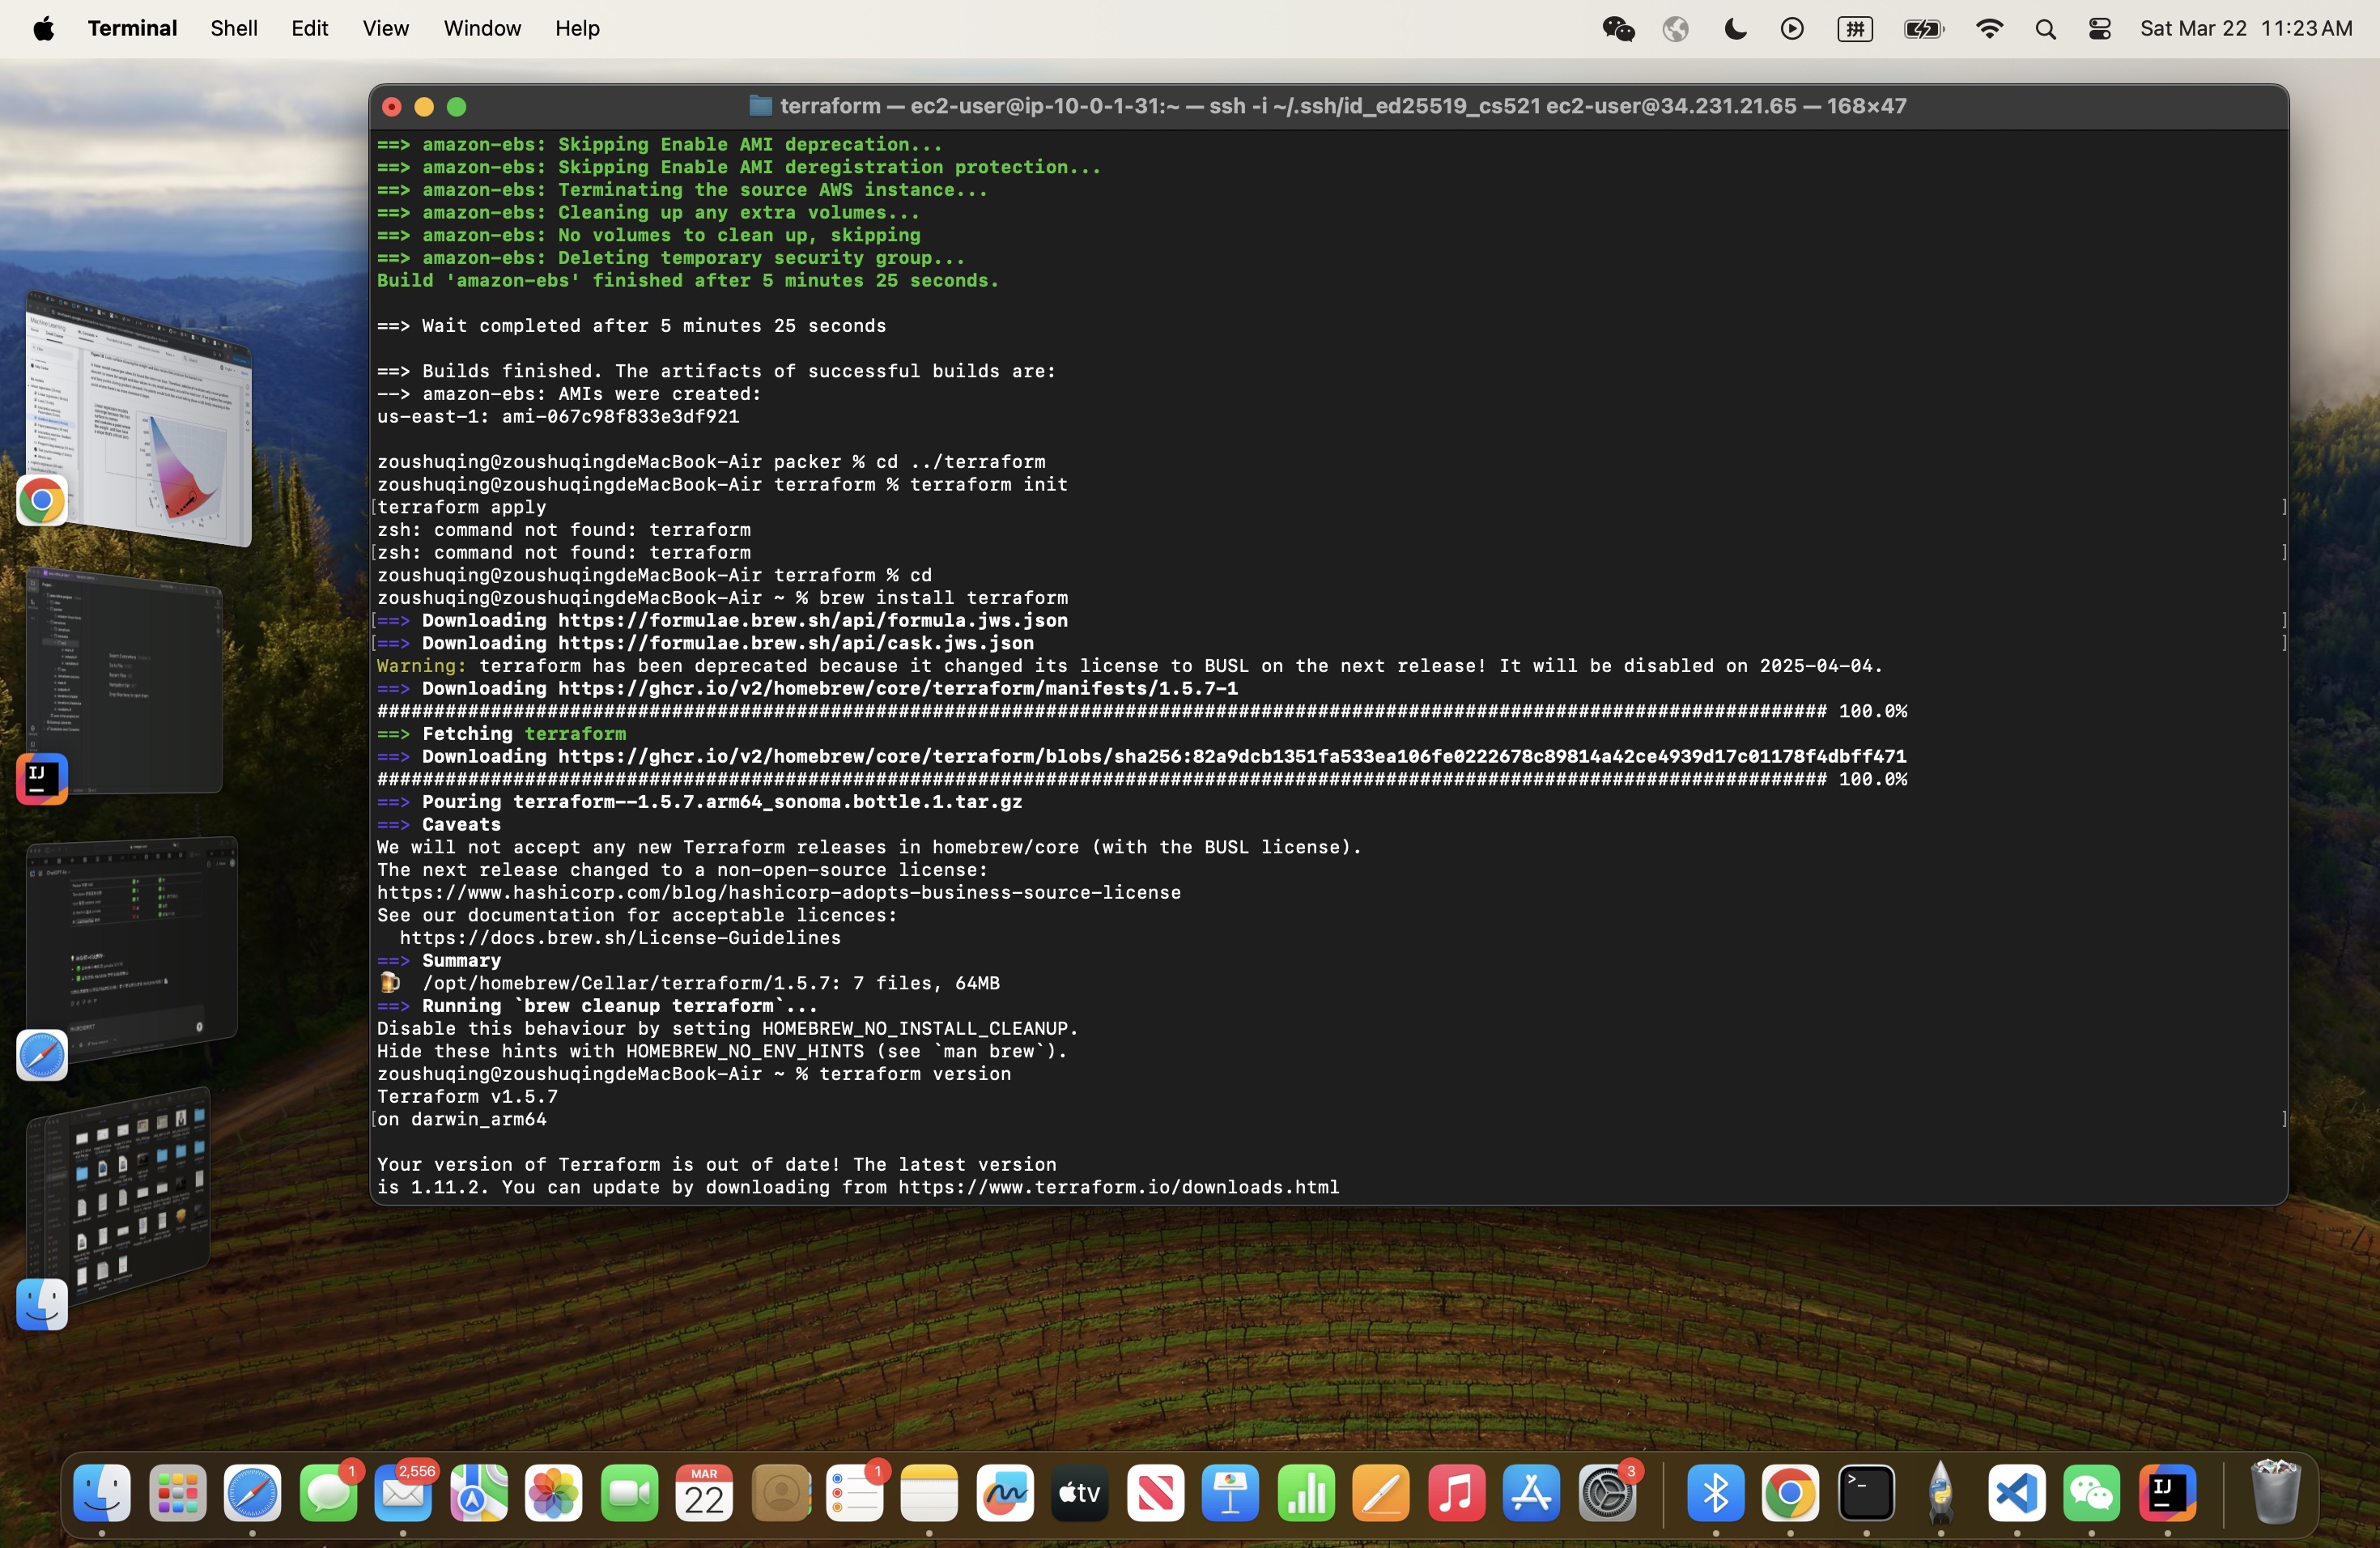 Terminal Shell Edit View Window Help 拼 Sat Mar 22 11:23 AM
terraform — ec2-user@ip-10-0-1-31:~ — ssh -i ~/.ssh/id_ed25519_cs521 ec2-user@34.231.21.65 — 168×47
==> amazon-ebs: Skipping Enable AMI deprecation...
==> amazon-ebs: Skipping Enable AMI deregistration protection...
==> amazon-ebs: Terminating the source AWS instance...
==> amazon-ebs: Cleaning up any extra volumes...
==> amazon-ebs: No volumes to clean up, skipping
==> amazon-ebs: Deleting temporary security group...
Build 'amazon-ebs' finished after 5 minutes 25 seconds.
==> Wait completed after 5 minutes 25 seconds
==> Builds finished. The artifacts of successful builds are:
--> amazon-ebs: AMIs were created:
us-east-1: ami-067c98f833e3df921
zoushuqing@zoushuqingdeMacBook-Air packer % cd ../terraform
zoushuqing@zoushuqingdeMacBook-Air terraform % terraform init
[terraform apply ]
zsh: command not found: terraform
[zsh: command not found: terraform ]
zoushuqing@zoushuqingdeMacBook-Air terraform % cd
zoushuqing@zoushuqingdeMacBook-Air ~ % brew install terraform
[==> Downloading https://formulae.brew.sh/api/formula.jws.json ]
[==> Downloading https://formulae.brew.sh/api/cask.jws.json ]
Warning: terraform has been deprecated because it changed its license to BUSL on the next release! It will be disabled on 2025-04-04.
==> Downloading https://ghcr.io/v2/homebrew/core/terraform/manifests/1.5.7-1
################################################################################################################################ 100.0%
==> Fetching terraform
==> Downloading https://ghcr.io/v2/homebrew/core/terraform/blobs/sha256:82a9dcb1351fa533ea106fe0222678c89814a42ce4939d17c01178f4dbff471
################################################################################################################################ 100.0%
==> Pouring terraform--1.5.7.arm64_sonoma.bottle.1.tar.gz
==> Caveats
We will not accept any new Terraform releases in homebrew/core (with the BUSL license).
The next release changed to a non-open-source license:
https://www.hashicorp.com/blog/hashicorp-adopts-business-source-license
See our documentation for acceptable licences:
https://docs.brew.sh/License-Guidelines
==> Summary
🍺 /opt/homebrew/Cellar/terraform/1.5.7: 7 files, 64MB
==> Running `brew cleanup terraform`...
Disable this behaviour by setting HOMEBREW_NO_INSTALL_CLEANUP.
Hide these hints with HOMEBREW_NO_ENV_HINTS (see `man brew`).
zoushuqing@zoushuqingdeMacBook-Air ~ % terraform version
Terraform v1.5.7
[on darwin_arm64 ]
Your version of Terraform is out of date! The latest version
is 1.11.2. You can update by downloading from https://www.terraform.io/downloads.html
IJ
1 2,556 MAR 22 1 tv 3 >_ IJ